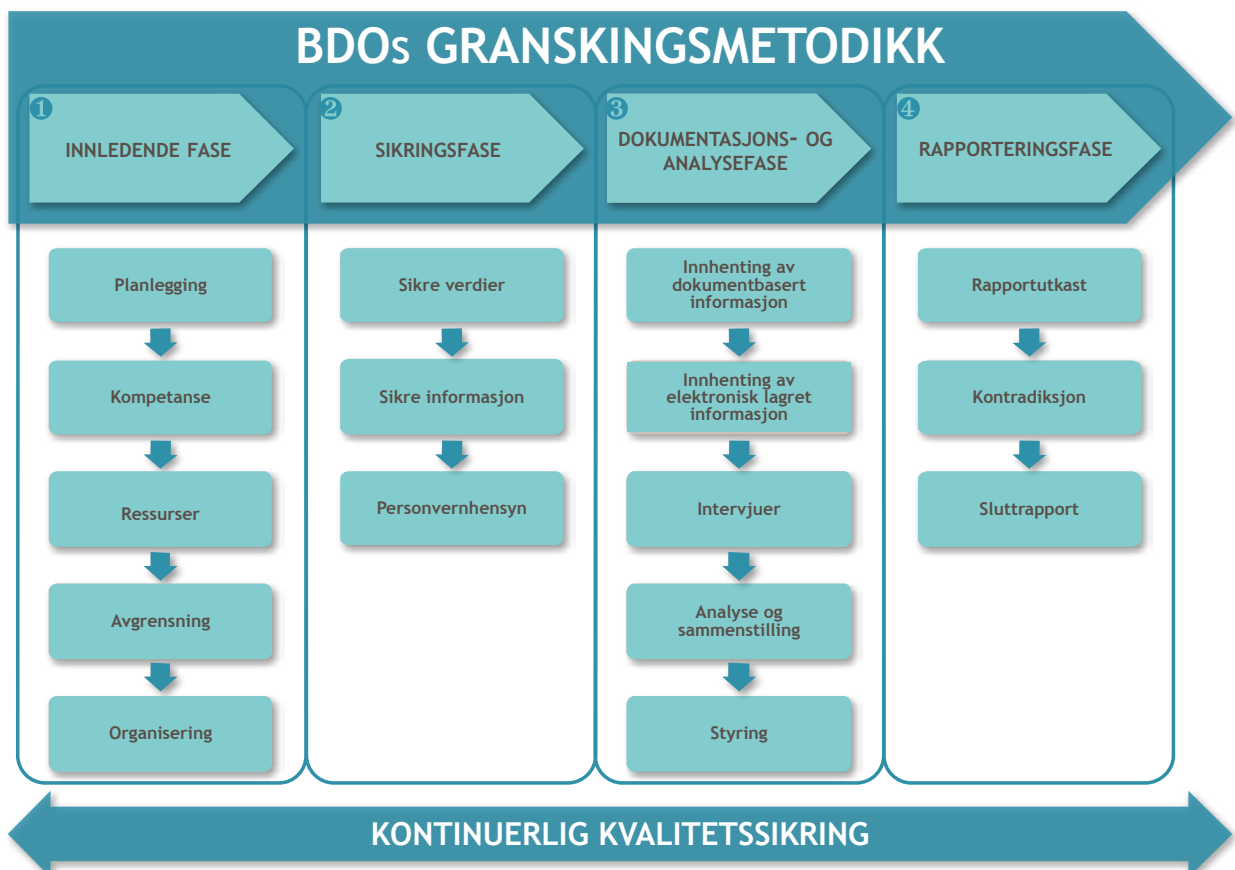 BDOs GRANSKINGSMETODIKK
1
INNLEDENDE FASE
Planlegging
Kompetanse
Ressurser
Avgrensning
Organisering
2
SIKRINGSFASE
Sikre verdier
Sikre informasjon
Personvernhensyn
3
DOKUMENTASJONS- OG
ANALYSEFASE
Innhenting av
dokumentbasert
informasjon
Innhenting av
elektronisk lagret
informasjon
Intervjuer
Analyse og
sammenstilling
Styring
4
RAPPORTERINGSFASE
Rapportutkast
Kontradiksjon
Sluttrapport
KONTINUERLIG KVALITETSSIKRING